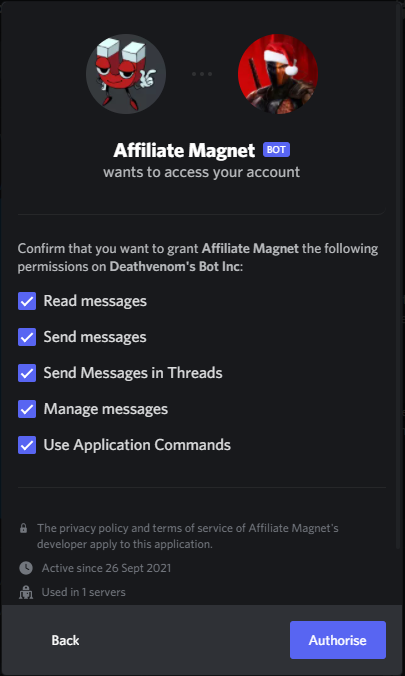 Affiliate Magnet BOT
wants to access your account
Confirm that you want to grant Affiliate Magnet the following
permissions on Deathvenom's Bot Inc:
Read messages
Send messages
Send Messages in Threads
Manage messages
Use Application Commands
The privacy policy and terms of service of Affiliate Magnet's
developer apply to this application.
Active since 26 Sept 2021
Used in 1 servers
Back
Authorise